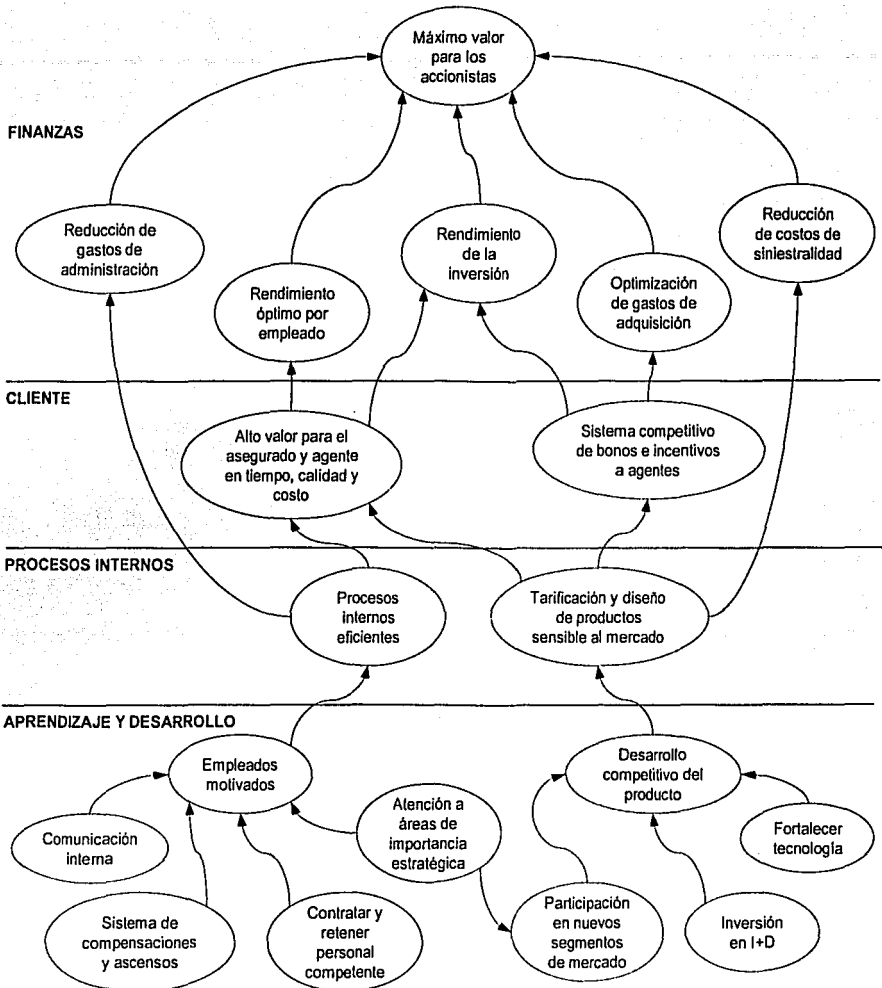 Máximo valor
para los
accionistas
FINANZAS
Reducción de
gastos de
administración
Rendimiento
de la
inversión
Reducción
de costos de
siniestralidad
Rendimiento
óptimo por
empleado
Optimización
de gastos de
adquisición
CLIENTE
Alto valor para el
asegurado y agente
en tiempo, calidad y
costo
Sistema competitivo
de bonos e incentivos
a agentes
PROCESOS INTERNOS
Procesos
internos
eficientes
Tarificación y diseño
de productos
sensible al mercado
APRENDIZAJE Y DESARROLLO
Empleados
motivados
Desarrollo
competitivo del
producto
Comunicación
interna
Atención a
áreas de
importancia
estratégica
Fortalecer
tecnología
Sistema de
compensaciones
y ascensos
Contratar y
retener
personal
competente
Participación
en nuevos
segmentos
de mercado
Inversión
en I+D